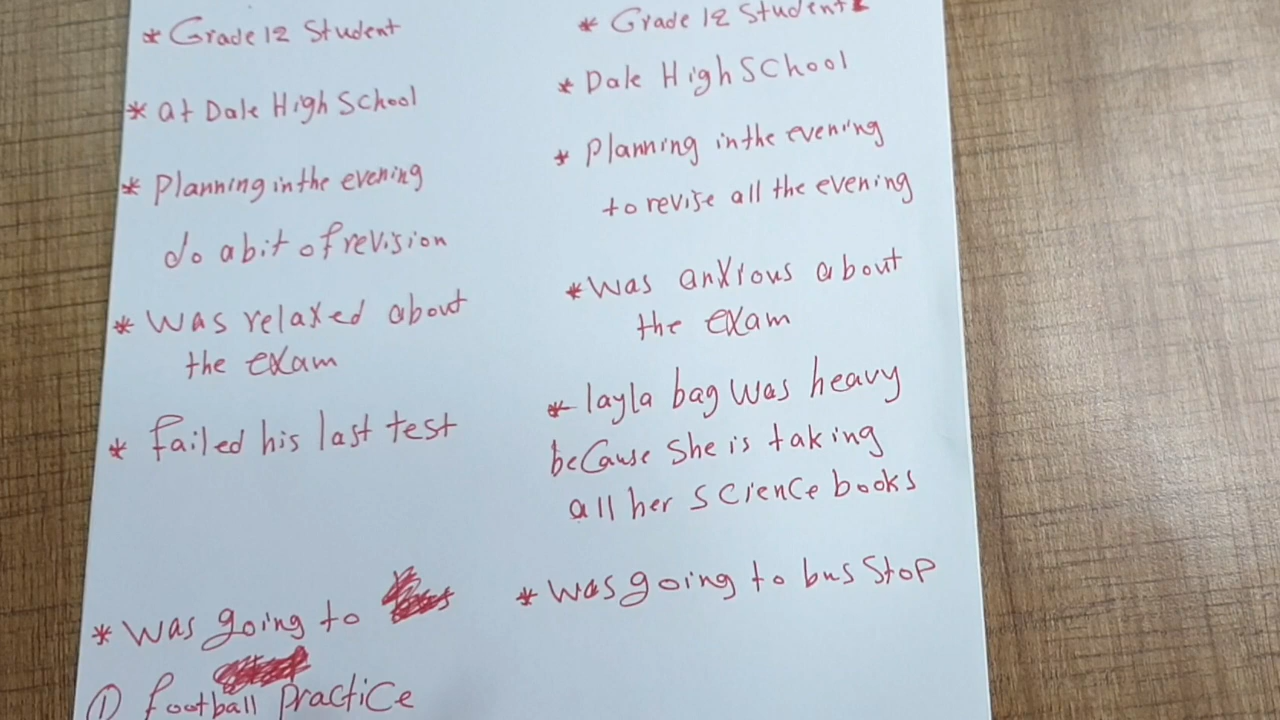 * Grade 12 Student
* at Dale High School
* Planning in the evening
do a bit of revision
* Was relaxed about
the exam
* failed his last test
* was going to
① football practice
* Grade 12 Student
* Dale High School
* Planning in the evening
to revise all the evening
* Was anxious about
the exam
* layla bag was heavy
because she is taking
all her science books
* was going to bus stop